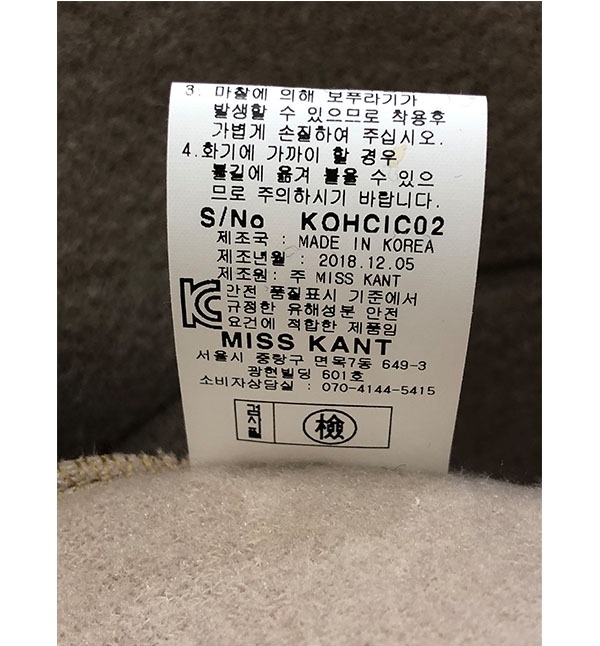 3. 마찰에 의해 보푸라기가
발생할 수 있으므로 착용후
가볍게 손질하여 주십시오.
4.화기에 가까이 할 경우
불길에 옮겨 붙을 수 있으
므로 주의하시기 바랍니다.
S/No KOHCIC02
제조국 : MADE IN KOREA
제조년월 : 2018.12.05
제조원 : 주 MISS KANT
KC 안전 품질표시 기준에서
규정한 유해성분 안전
요건에 적합한 제품임
MISS KANT
서울시 중랑구 면목7동 649-3
광현빌딩 601호
소비자상담실 : 070-4144-5415
검사필 檢